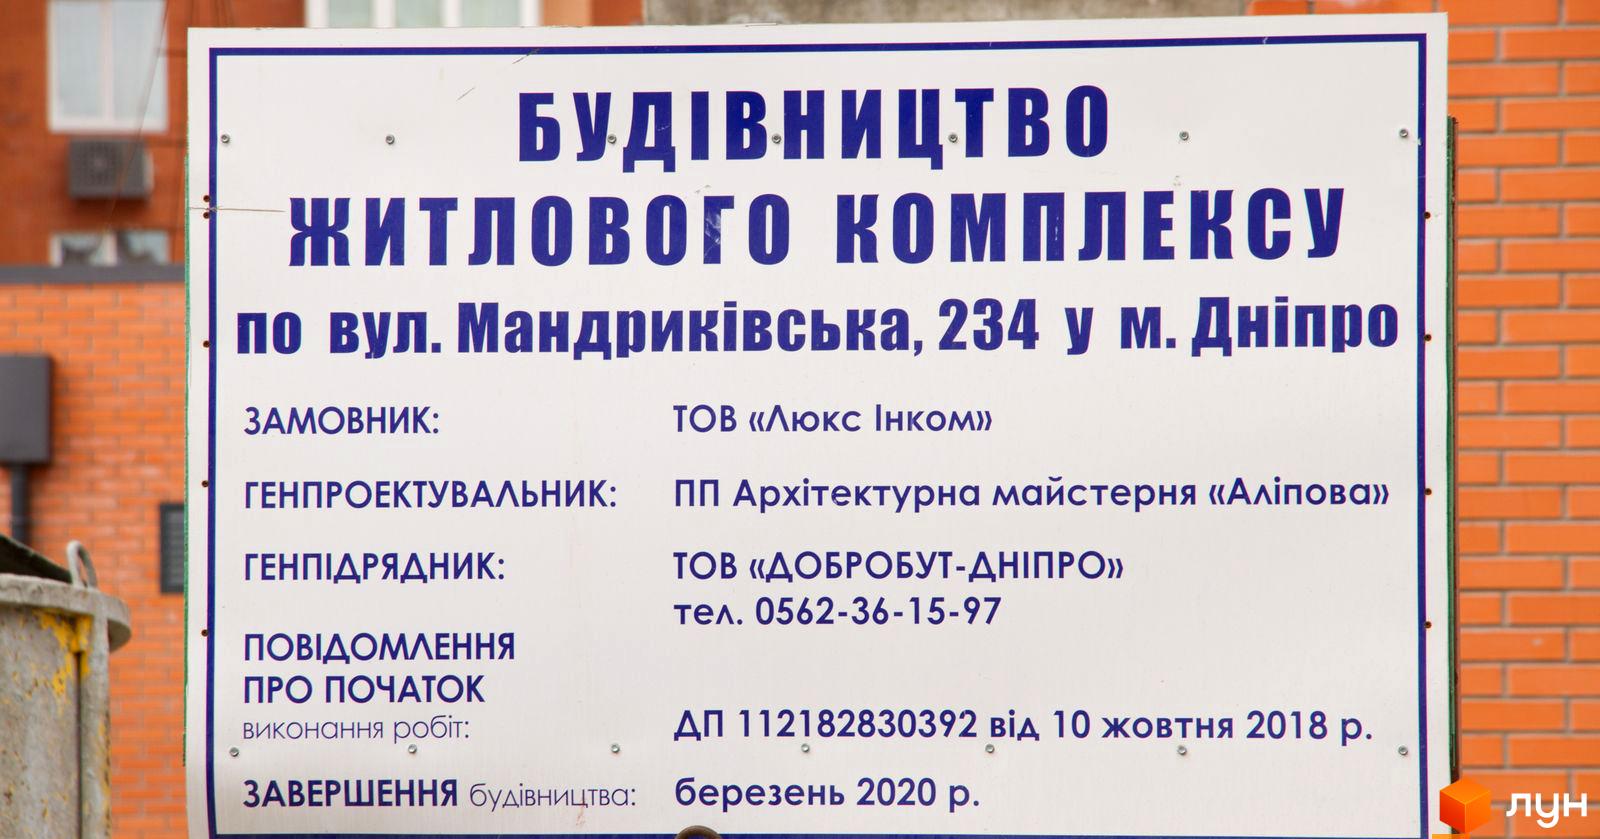 БУДІВНИЦТВО
ЖИТЛОВОГО КОМПЛЕКСУ
по вул. Мандриківська, 234 у м. Дніпро
ЗАМОВНИК: ТОВ «Люкс Інком»
ГЕНПРОЕКТУВАЛЬНИК: ПП Архітектурна майстерня «Аліпова»
ГЕНПІДРЯДНИК: ТОВ «ДОБРОБУТ-ДНІПРО»
тел. 0562-36-15-97
ПОВІДОМЛЕННЯ
ПРО ПОЧАТОК
виконання робіт: ДП 112182830392 від 10 жовтня 2018 р.
ЗАВЕРШЕННЯ будівництва: березень 2020 р.
лун